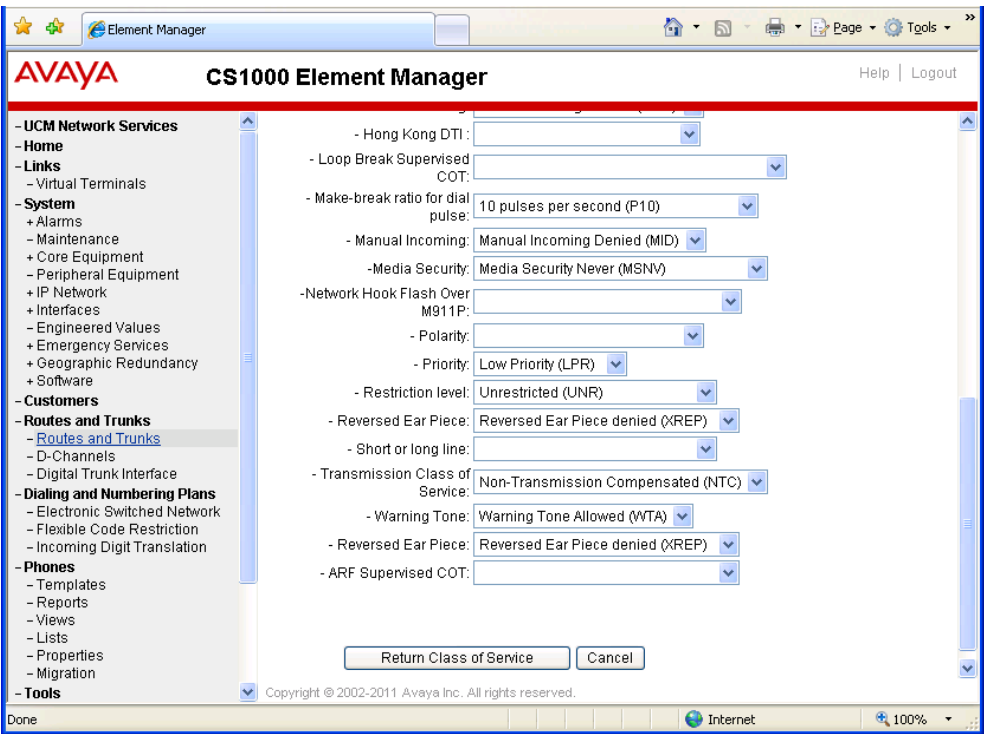 Element Manager
Page
Tools
»
AVAYA
CS1000 Element Manager
Help | Logout
- UCM Network Services
- Home
- Links
- Virtual Terminals
- System
+ Alarms
- Maintenance
+ Core Equipment
- Peripheral Equipment
+ IP Network
+ Interfaces
- Engineered Values
+ Emergency Services
+ Geographic Redundancy
+ Software
- Customers
- Routes and Trunks
- Routes and Trunks
- D-Channels
- Digital Trunk Interface
- Dialing and Numbering Plans
- Electronic Switched Network
- Flexible Code Restriction
- Incoming Digit Translation
- Phones
- Templates
- Reports
- Views
- Lists
- Properties
- Migration
- Tools
- Hong Kong DTI :
- Loop Break Supervised
COT:
- Make-break ratio for dial
pulse: 10 pulses per second (P10)
- Manual Incoming: Manual Incoming Denied (MID)
-Media Security: Media Security Never (MSNV)
-Network Hook Flash Over
M911P:
- Polarity:
- Priority: Low Priority (LPR)
- Restriction level: Unrestricted (UNR)
- Reversed Ear Piece: Reversed Ear Piece denied (XREP)
- Short or long line:
- Transmission Class of
Service: Non-Transmission Compensated (NTC)
- Warning Tone: Warning Tone Allowed (WTA)
- Reversed Ear Piece: Reversed Ear Piece denied (XREP)
- ARF Supervised COT:
Return Class of Service
Cancel
Copyright © 2002-2011 Avaya Inc. All rights reserved.
Done
Internet
100%